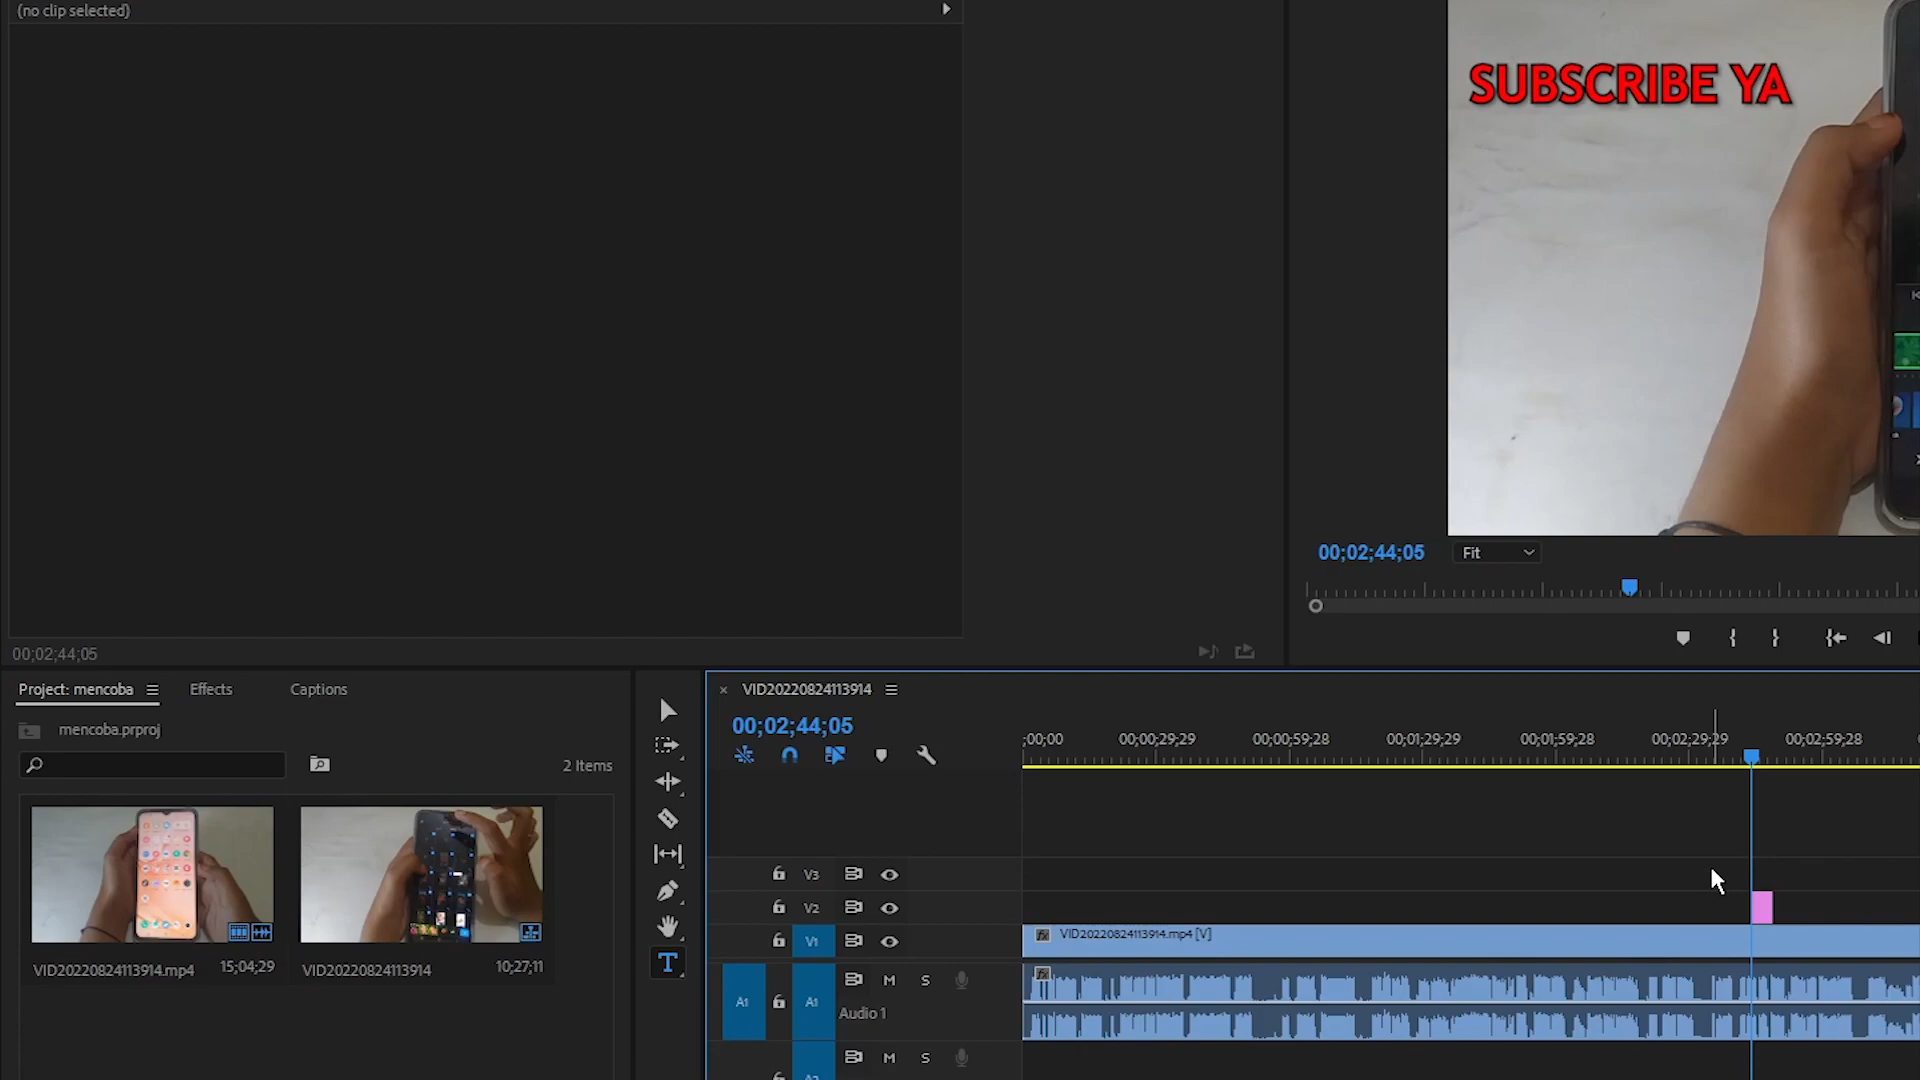 (no clip selected)
SUBSCRIBE YA
00;02;44;05
Fit
00;02;44;05
Project: mencoba
Effects
Captions
mencoba.prproj
2 Items
VID20220824113914.mp4
15;04;29
VID20220824113914
10;27;11
VID20220824113914
00;02;44;05
;00;00
00;00;29;29
00;00;59;28
00;01;29;29
00;01;59;28
00;02;29;29
00;02;59;28
V3
V2
V1
V1
VID20220824113914.mp4 [V]
A1
A1
M
S
Audio 1
M
S